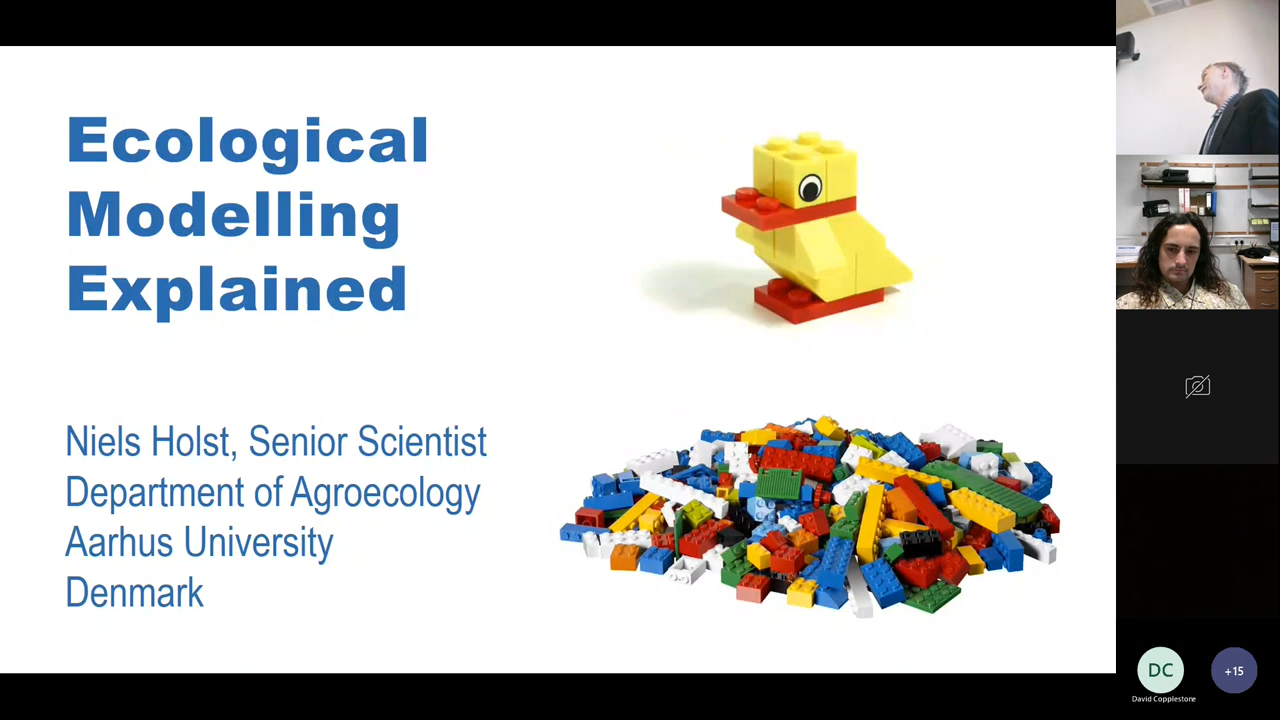 Ecological
Modelling
Explained
Niels Holst, Senior Scientist
Department of Agroecology
Aarhus University
Denmark
DC
+15
David Copplestone